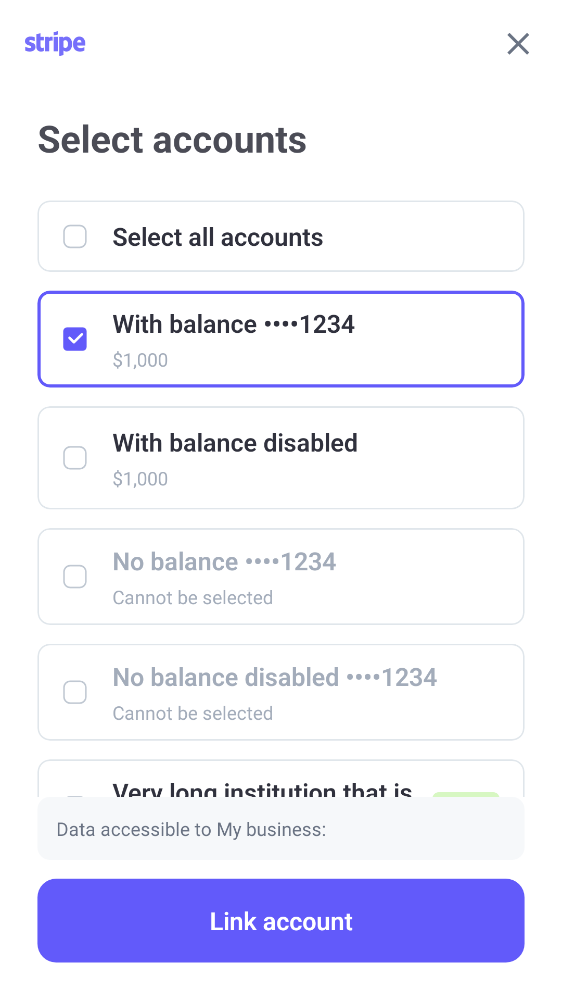 stripe
Select accounts
Select all accounts
With balance ••••1234
$1,000
With balance disabled
$1,000
No balance ••••1234
Cannot be selected
No balance disabled ••••1234
Cannot be selected
Very long institution that is
Data accessible to My business:
Link account